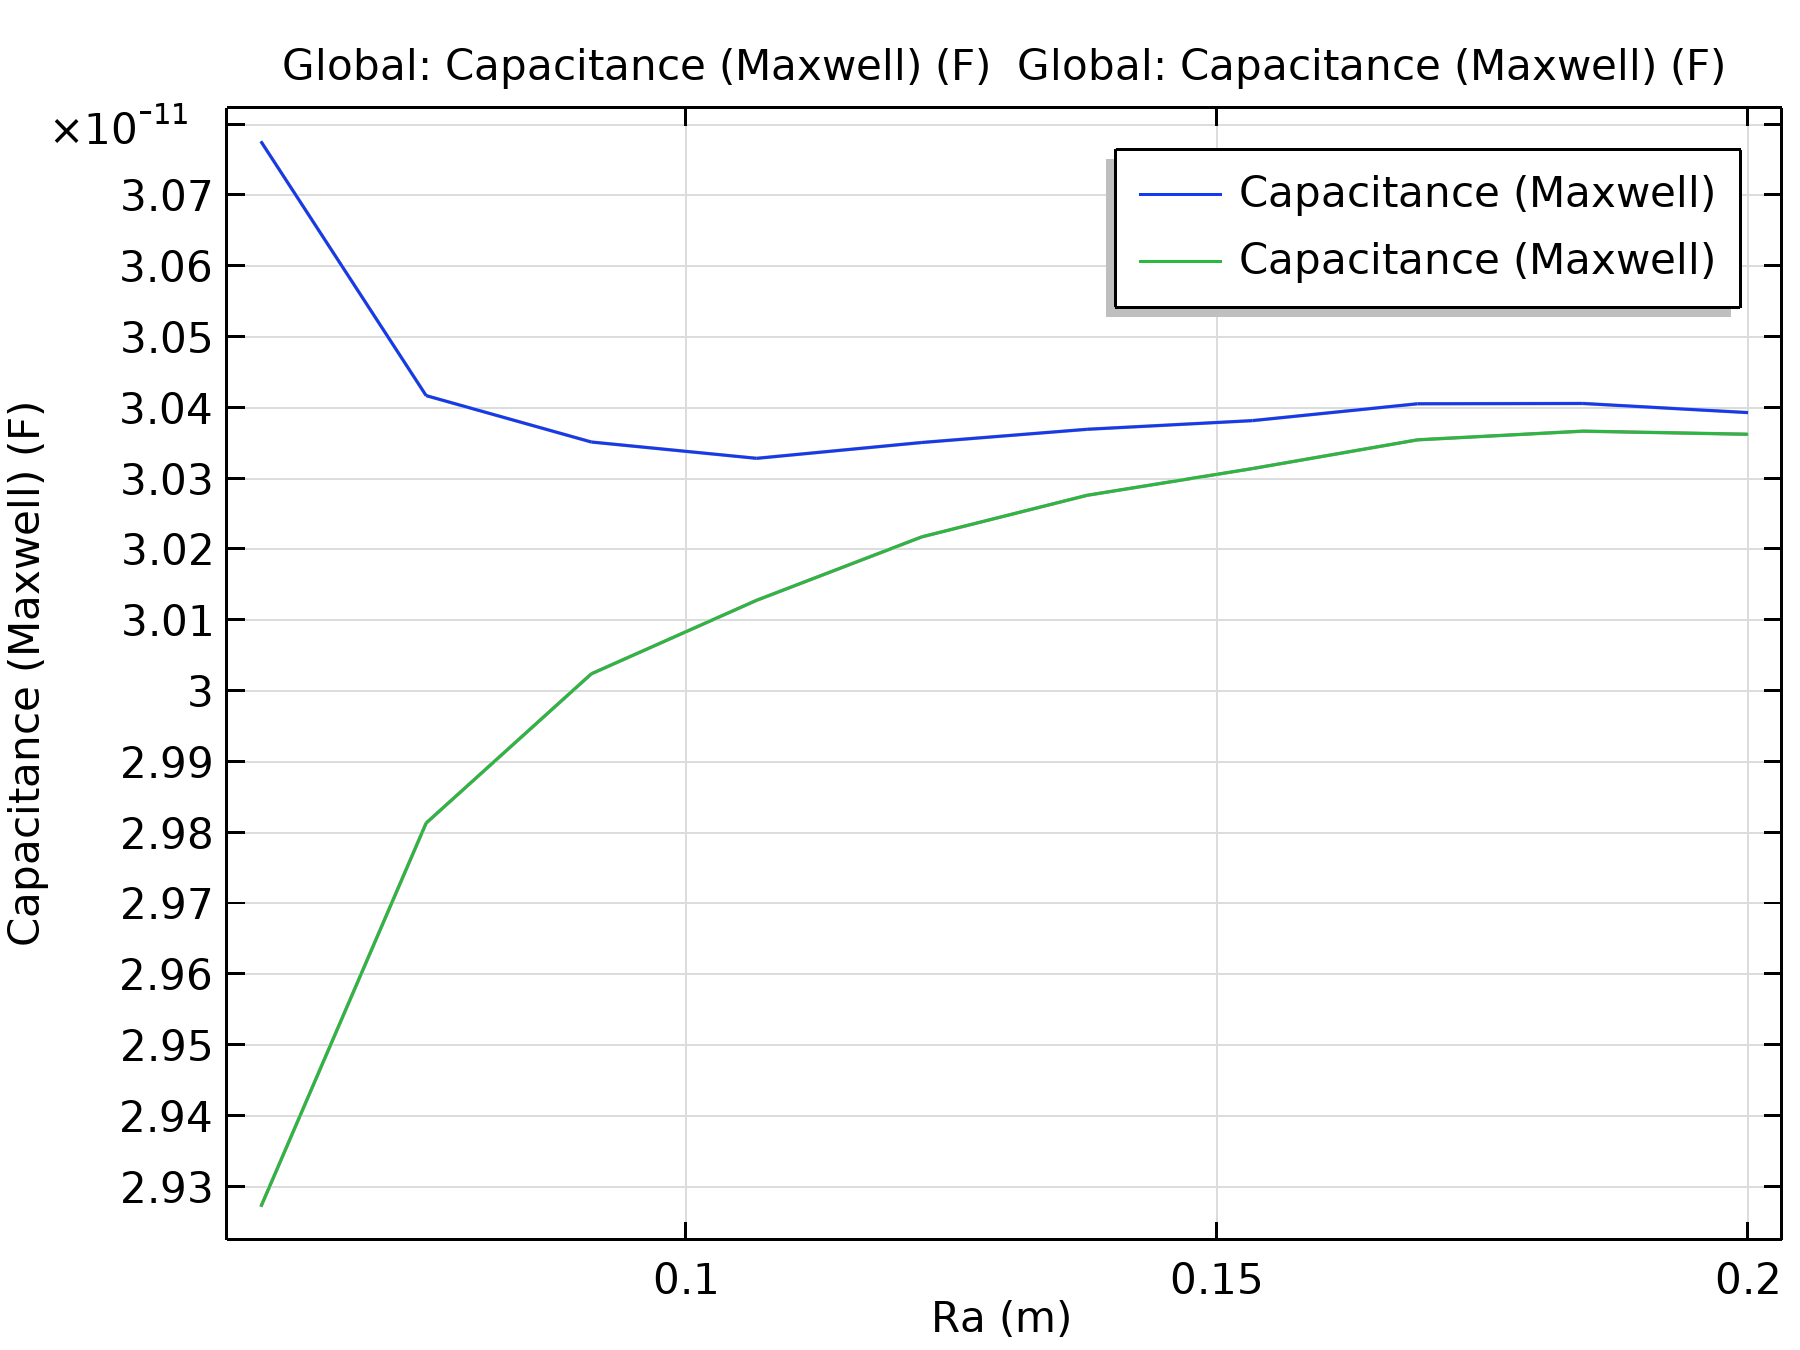 Global: Capacitance (Maxwell) (F) Global: Capacitance (Maxwell) (F)
×10⁻¹¹
Capacitance (Maxwell)
Capacitance (Maxwell)
3.07
3.06
3.05
3.04
3.03
3.02
3.01
3
2.99
2.98
2.97
2.96
2.95
2.94
2.93
Capacitance (Maxwell) (F)
0.1 0.15 0.2
Ra (m)